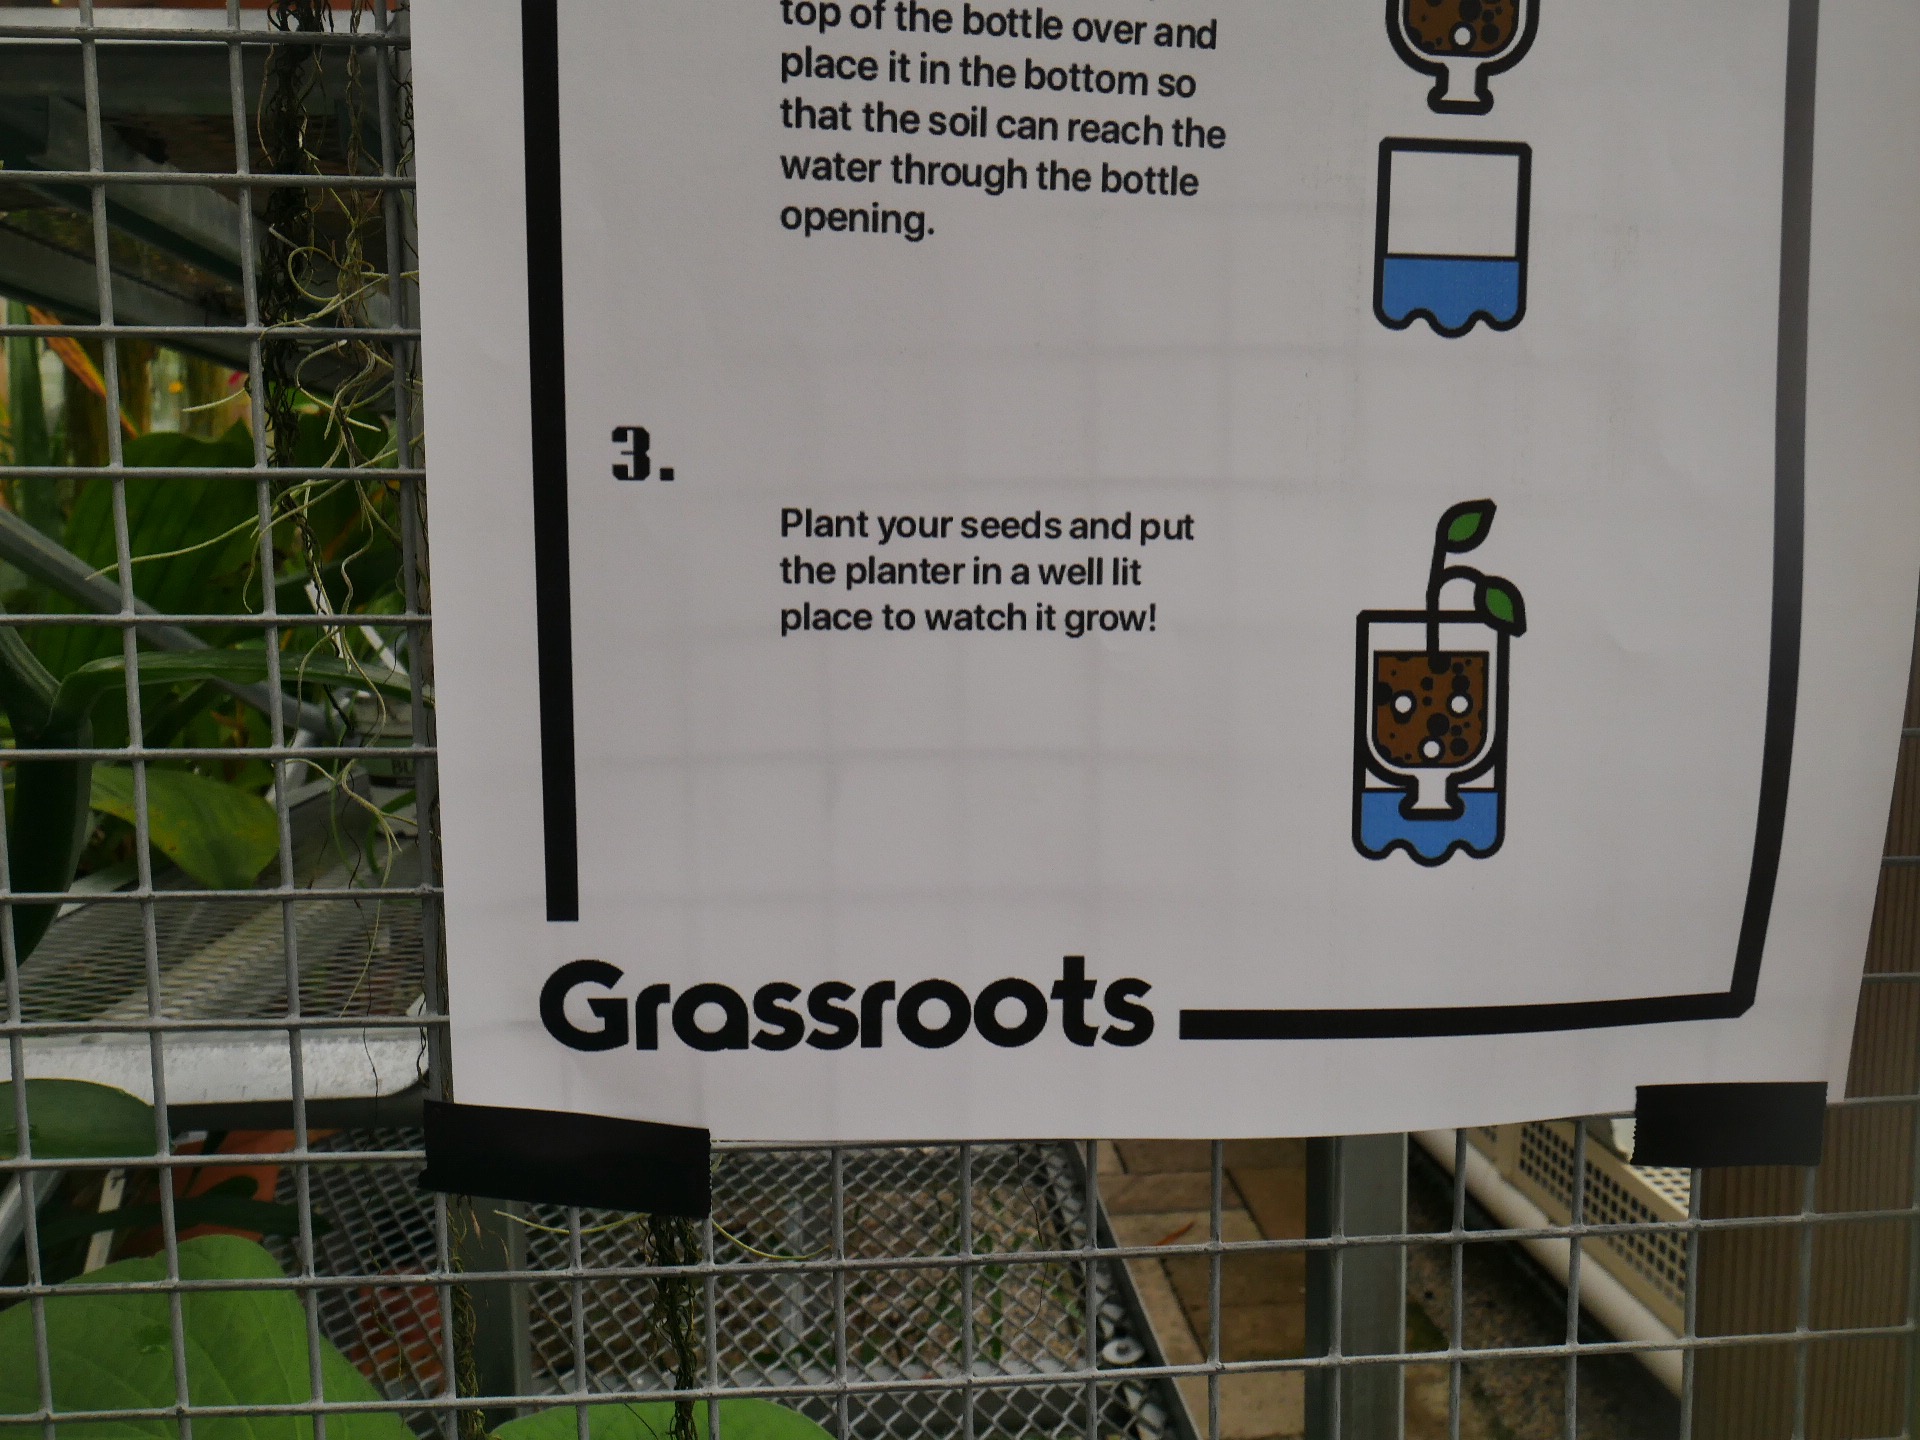 top of the bottle over and
place it in the bottom so
that the soil can reach the
water through the bottle
opening.
3.
Plant your seeds and put
the planter in a well lit
place to watch it grow!
Grassroots